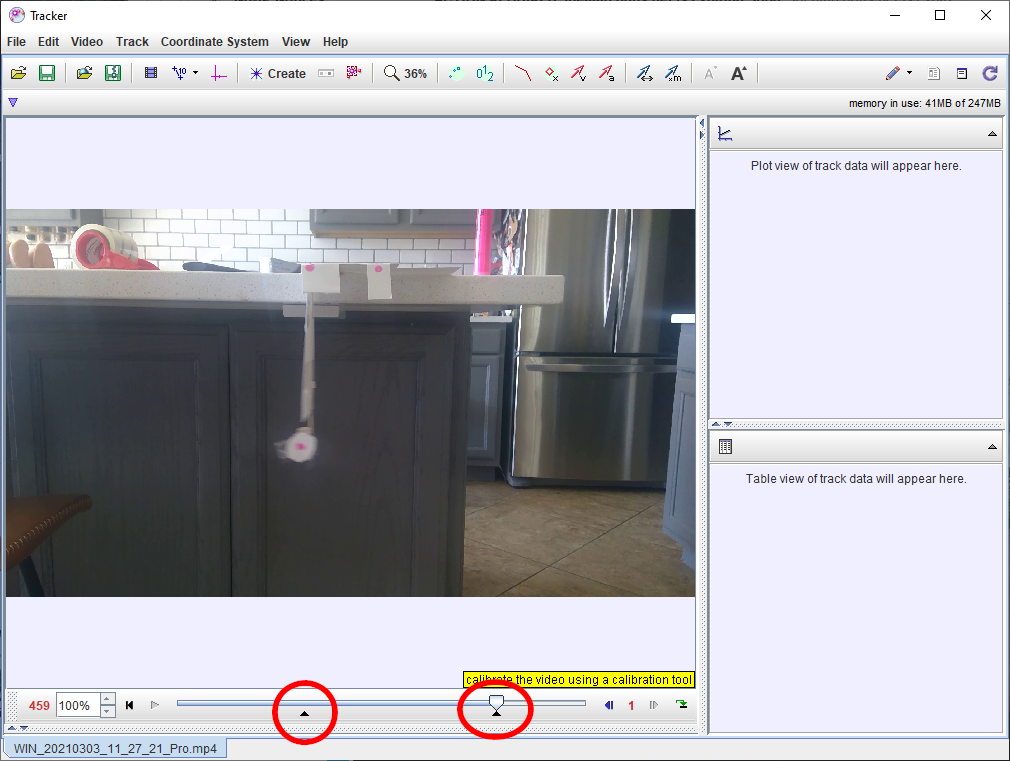 Tracker
File Edit Video Track Coordinate System View Help
Create 36%
memory in use: 41MB of 247MB
Plot view of track data will appear here.
Table view of track data will appear here.
calibrate the video using a calibration tool
459 100% 1
WIN_20210303_11_27_21_Pro.mp4